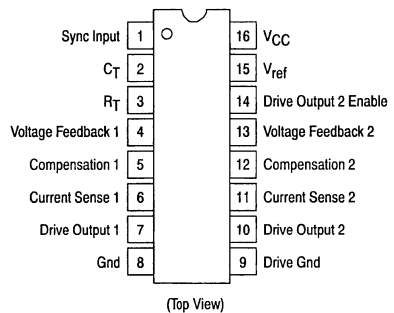 Sync Input 1 16 VCC
CT 2 15 Vref
RT 3 14 Drive Output 2 Enable
Voltage Feedback 1 4 13 Voltage Feedback 2
Compensation 1 5 12 Compensation 2
Current Sense 1 6 11 Current Sense 2
Drive Output 1 7 10 Drive Output 2
Gnd 8 9 Drive Gnd
(Top View)